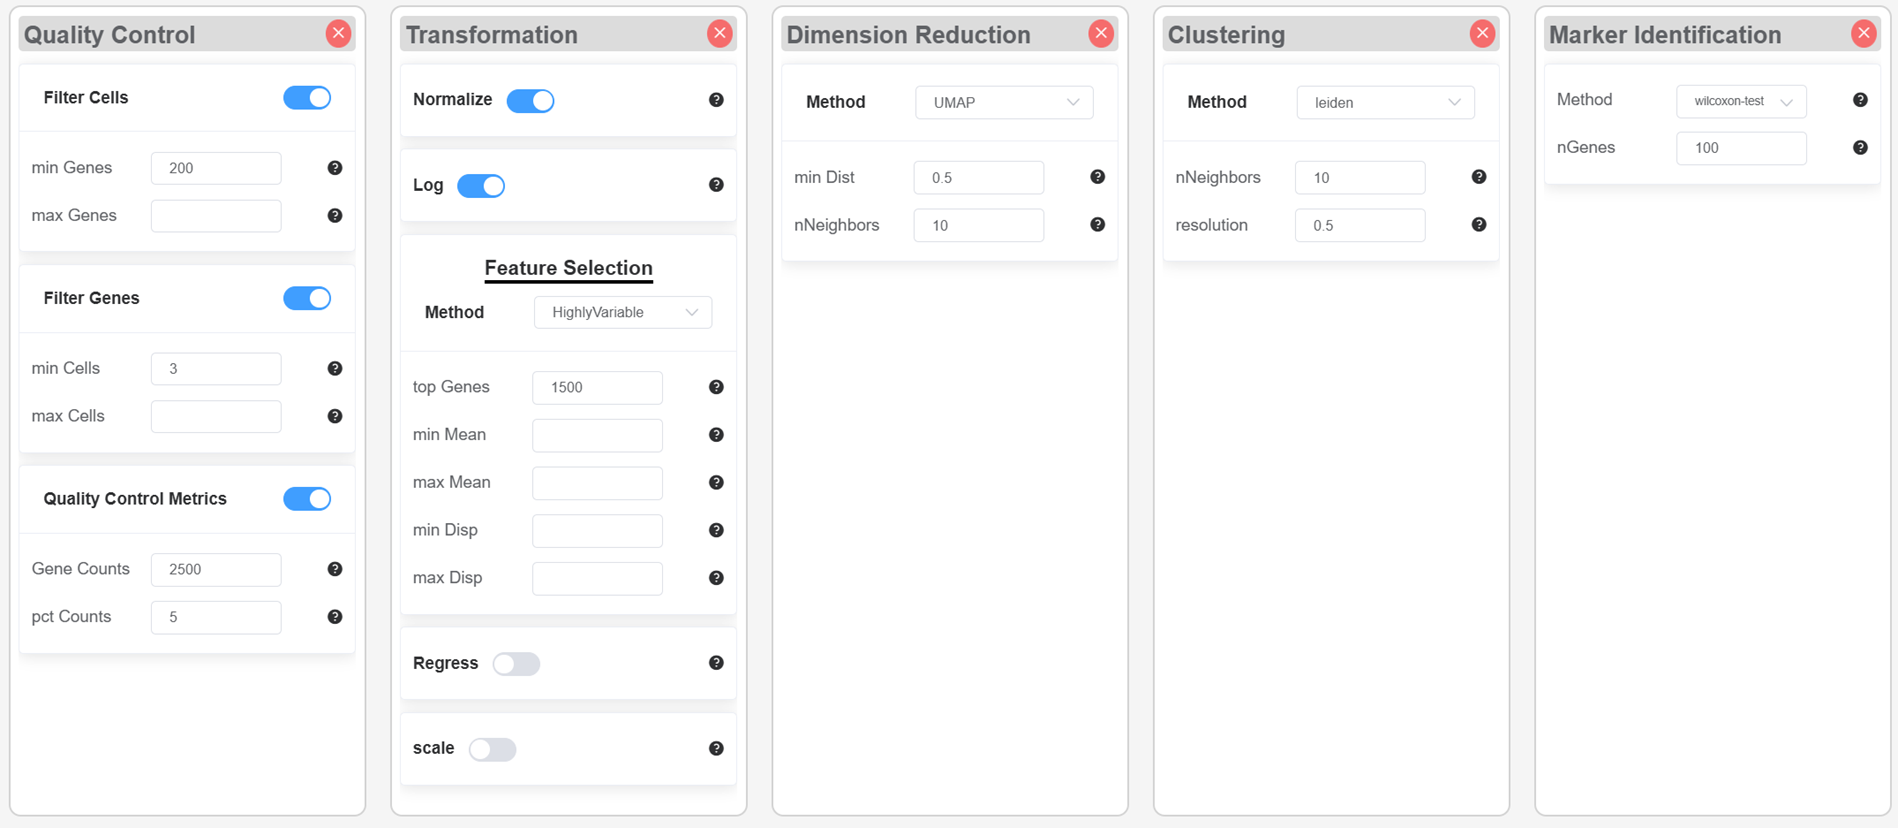 Quality Control
Filter Cells
min Genes 200
max Genes
Filter Genes
min Cells 3
max Cells
Quality Control Metrics
Gene Counts 2500
pct Counts 5
Transformation
Normalize
Log
Feature Selection
Method HighlyVariable
top Genes 1500
min Mean
max Mean
min Disp
max Disp
Regress
scale
Dimension Reduction
Method UMAP
min Dist 0.5
nNeighbors 10
Clustering
Method leiden
nNeighbors 10
resolution 0.5
Marker Identification
Method wilcoxon-test
nGenes 100